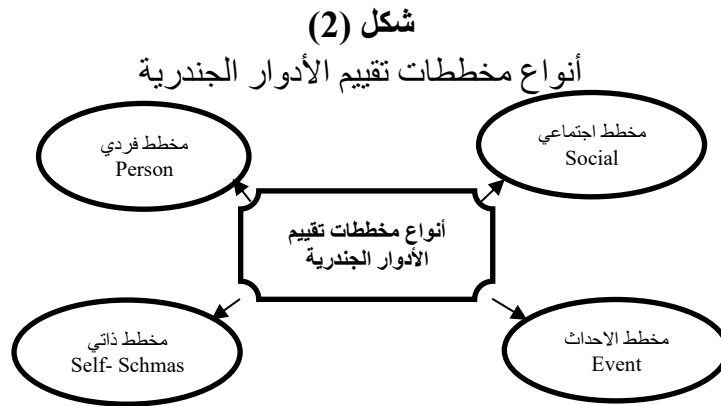 شكل (2)
أنواع مخططات تقييم الأدوار الجندرية
مخطط اجتماعي
Social
مخطط فردي
Person
أنواع مخططات تقييم
الأدوار الجندرية
مخطط الاحداث
Event
مخطط ذاتي
Self- Schmas